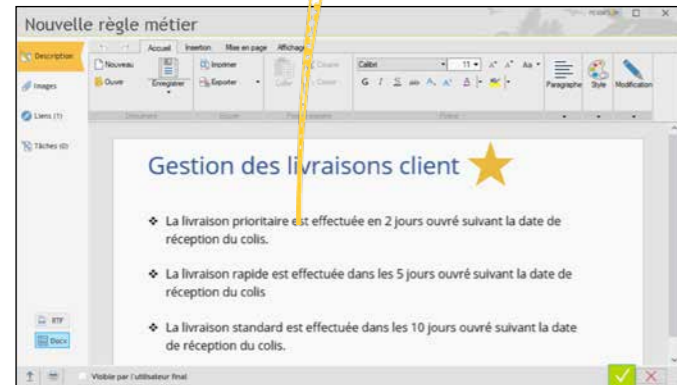 Nouvelle règle métier
Description
Images
Liens (1)
Tâches (0)
Accueil Insertion Mise en page Affichage
Nouveau
Ouvrir
Enregistrer
Imprimer
Exporter
Coller
Calibri 11
Aa
G I S
Paragraphe Style Modification
Gestion des livraisons client
❖ La livraison prioritaire est effectuée en 2 jours ouvré suivant la date de
réception du colis.
❖ La livraison rapide est effectuée dans les 5 jours ouvré suivant la date de
réception du colis
❖ La livraison standard est effectuée dans les 10 jours ouvré suivant la date
de réception du colis.
RTF
Docx
Visible par l'utilisateur final